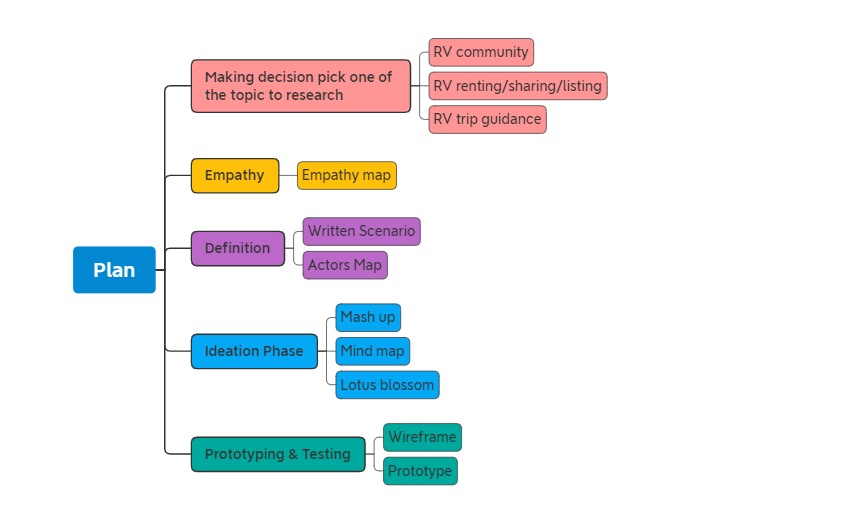 Plan
Making decision pick one of
the topic to research
RV community
RV renting/sharing/listing
RV trip guidance
Empathy
Empathy map
Definition
Written Scenario
Actors Map
Ideation Phase
Mash up
Mind map
Lotus blossom
Prototyping & Testing
Wireframe
Prototype